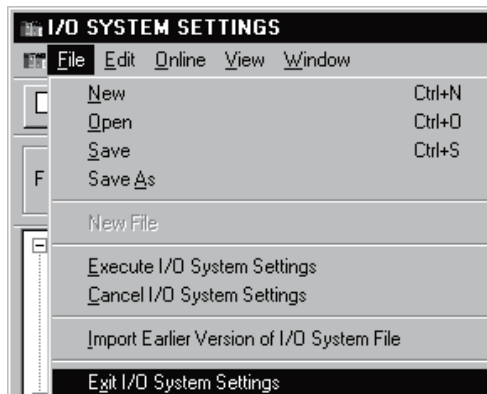 I/O SYSTEM SETTINGS
File Edit Online View Window
New Ctrl+N
Open Ctrl+O
Save Ctrl+S
Save As
F
New File
Execute I/O System Settings
Cancel I/O System Settings
Import Earlier Version of I/O System File
Exit I/O System Settings